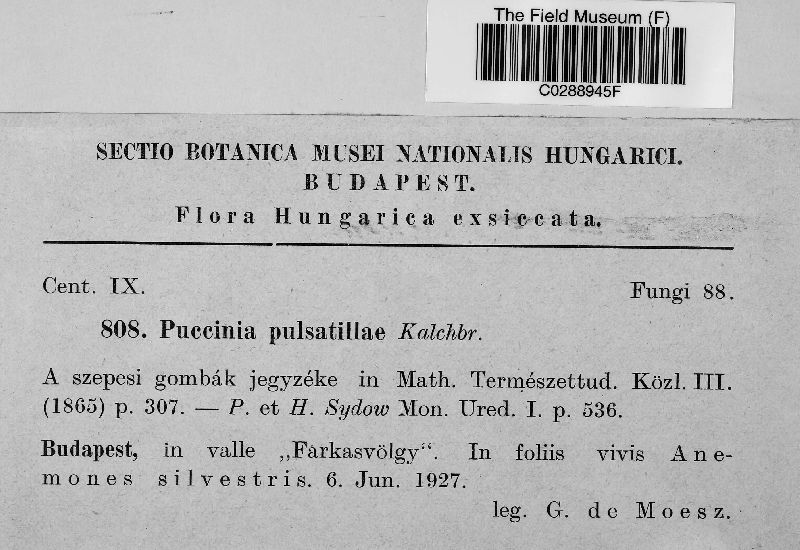 The Field Museum (F)
C0288945F
SECTIO BOTANICA MUSEI NATIONALIS HUNGARICI.
BUDAPEST.
Flora Hungarica exsiccata.
Cent. IX. Fungi 88.
808. Puccinia pulsatillae Kalchbr.
A szepesi gombák jegyzéke in Math. Természettud. Közl. III.
(1865) p. 307. — P. et H. Sydow Mon. Ured. I. p. 536.
Budapest, in valle „Farkasvölgy“. In foliis vivis Ane-
mones silvestris. 6. Jun. 1927.
leg. G. de Moesz.